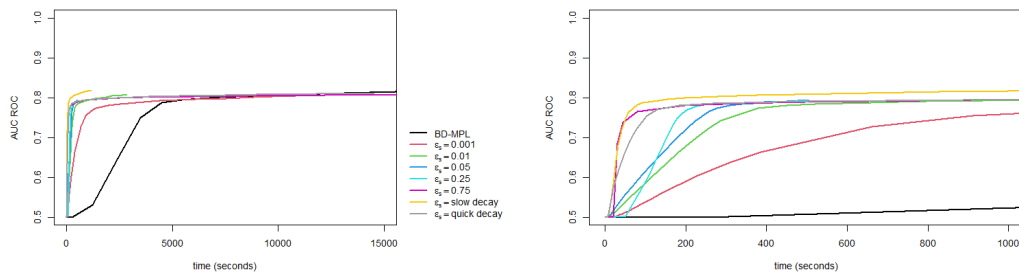 1.0
0.9
0.8
0.7
0.6
0.5
AUC ROC
0
5000
10000
15000
time (seconds)
BD-MPL
εs = 0.001
εs = 0.01
εs = 0.05
εs = 0.25
εs = 0.75
εs = slow decay
εs = quick decay
1.0
0.9
0.8
0.7
0.6
0.5
AUC ROC
0
200
400
600
800
time (seconds)